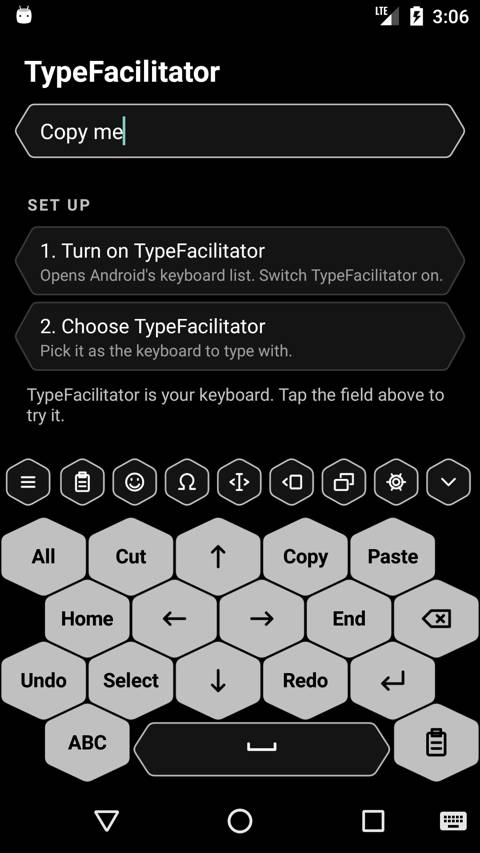 LTE 3:06
TypeFacilitator
Copy me
SET UP
1. Turn on TypeFacilitator
Opens Android's keyboard list. Switch TypeFacilitator on.
2. Choose TypeFacilitator
Pick it as the keyboard to type with.
TypeFacilitator is your keyboard. Tap the field above to
try it.
All Cut ↑ Copy Paste
Home ← → End
Undo Select ↓ Redo
ABC